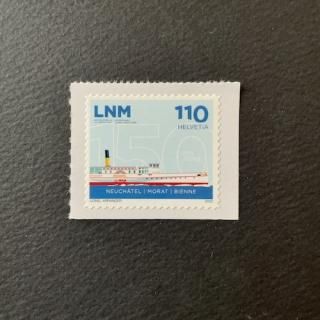 LNM
110
HELVETIA
150
NEUCHÂTEL | MORAT | BIENNE